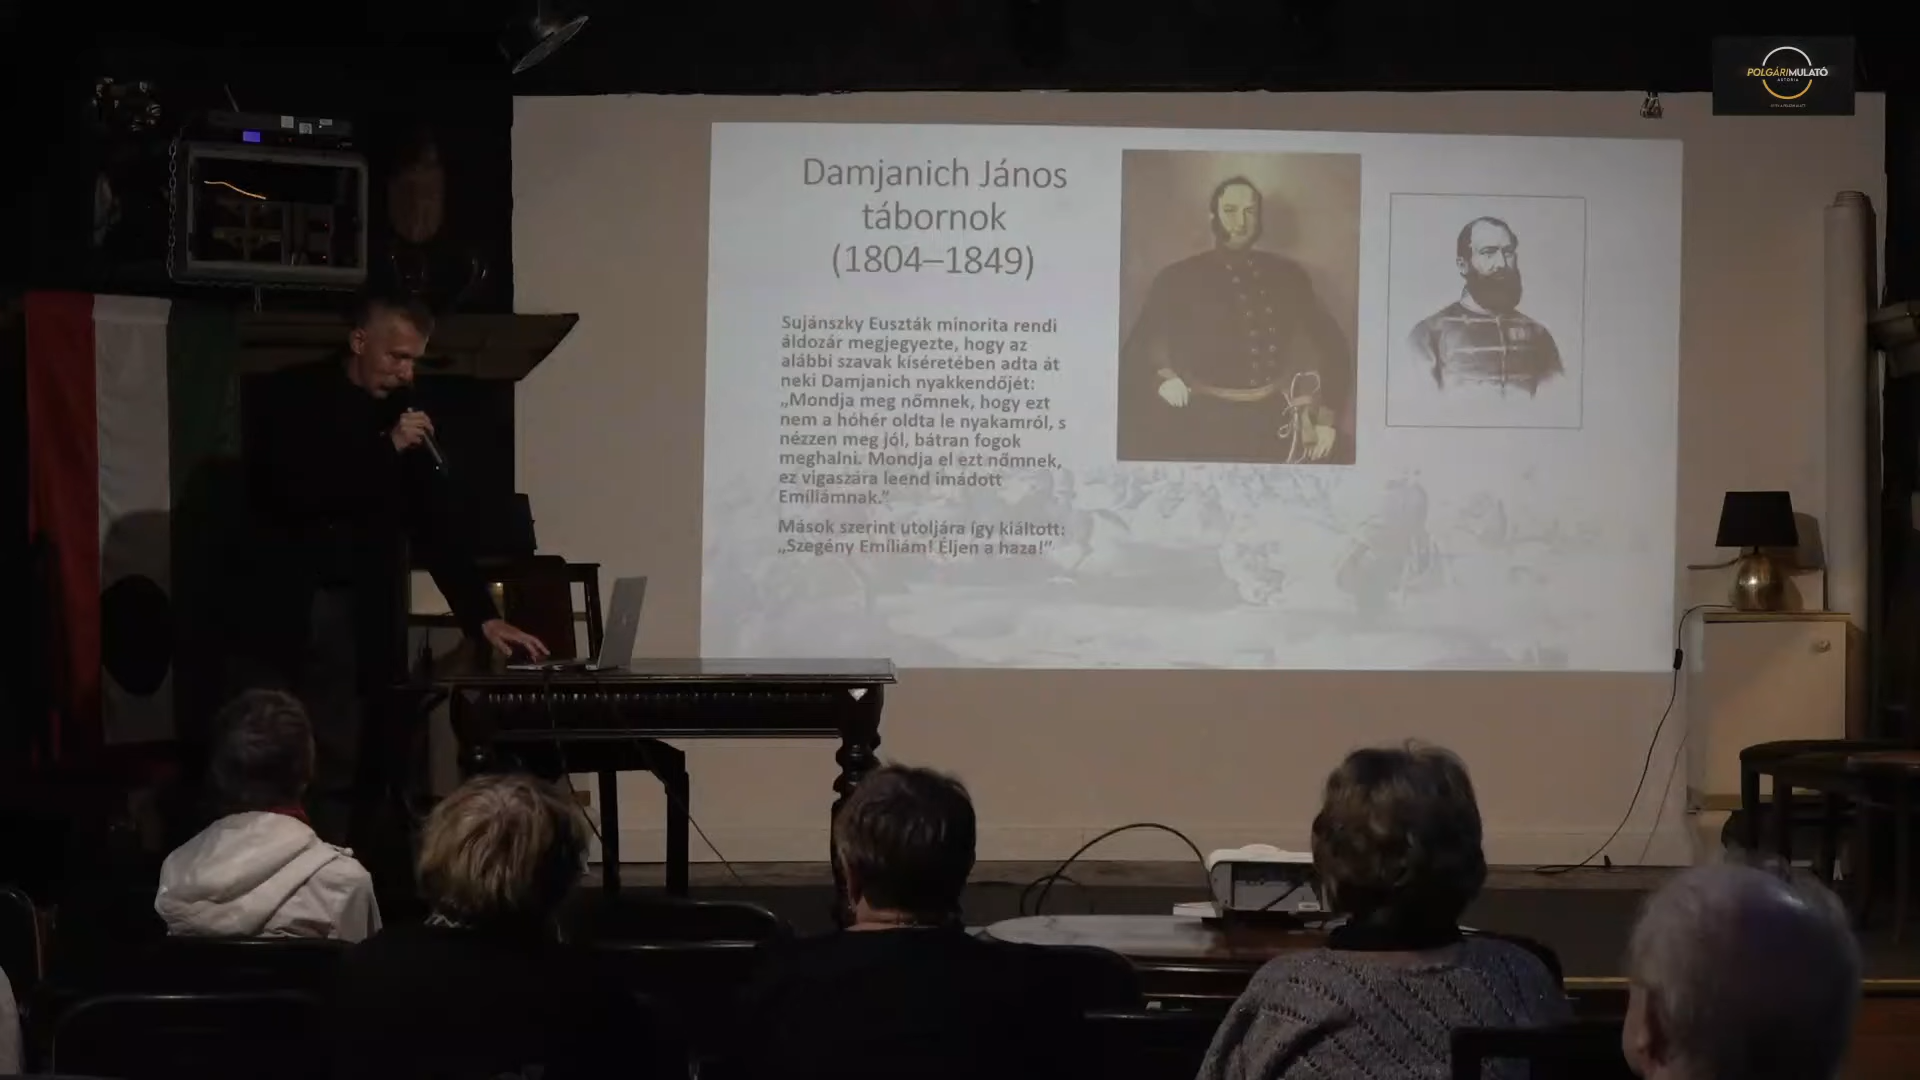 POLGÁRIMULATÓ
ASTORIA
Damjanich János
tábornok
(1804–1849)
Sujánszky Euszták minorita rendi
áldozár megjegyezte, hogy az
alábbi szavak kíséretében adta át
neki Damjanich nyakkendőjét:
„Mondja meg nőmnek, hogy ezt
nem a hóhér oldta le nyakamról, s
nézzen meg jól, bátran fogok
meghalni. Mondja el ezt nőmnek,
ez vigaszára leend imádott
Emíliámnak.”
Mások szerint utoljára így kiáltott:
„Szegény Emíliám! Éljen a haza!”